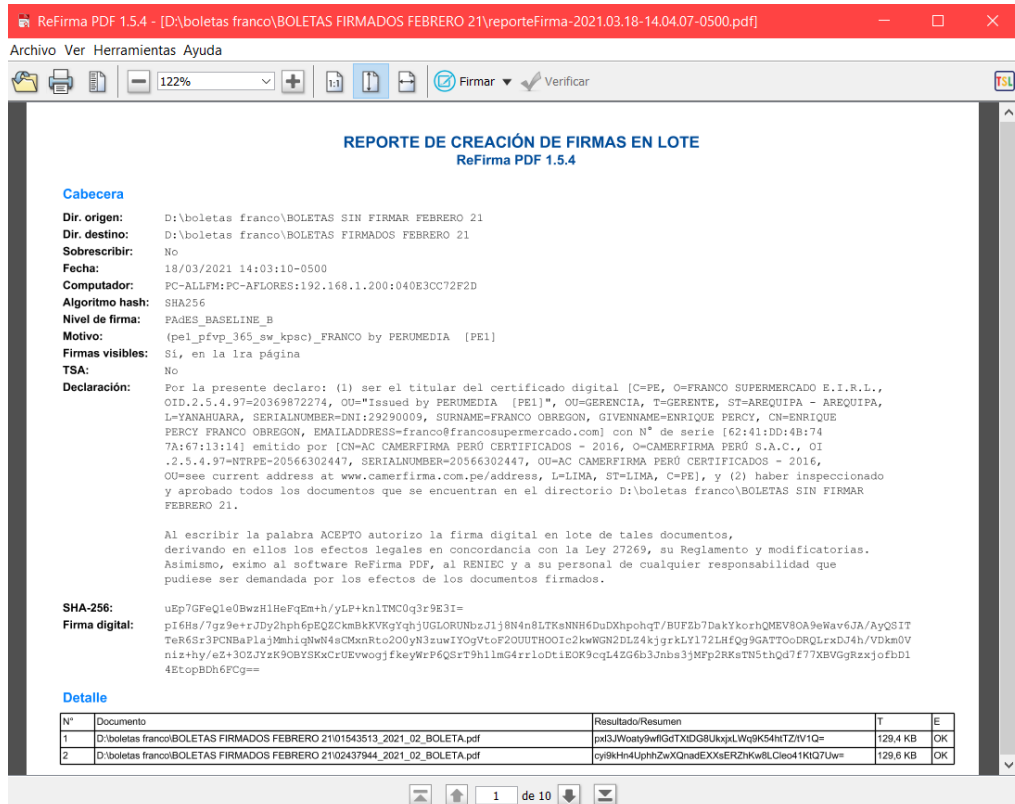 ReFirma PDF 1.5.4 - [D:\boletas franco\BOLETAS FIRMADOS FEBRERO 21\reporteFirma-2021.03.18-14.04.07-0500.pdf]
Archivo Ver Herramientas Ayuda
122% 1:1 Firmar Verificar TSL
REPORTE DE CREACIÓN DE FIRMAS EN LOTE
ReFirma PDF 1.5.4
Cabecera
Dir. origen: D:\boletas franco\BOLETAS SIN FIRMAR FEBRERO 21
Dir. destino: D:\boletas franco\BOLETAS FIRMADOS FEBRERO 21
Sobrescribir: No
Fecha: 18/03/2021 14:03:10-0500
Computador: PC-ALLFM:PC-AFLORES:192.168.1.200:040E3CC72F2D
Algoritmo hash: SHA256
Nivel de firma: PAdES_BASELINE_B
Motivo: (pe1_pfvp_365_sw_kpsc)_FRANCO by PERUMEDIA [PE1]
Firmas visibles: Sí, en la 1ra página
TSA: No
Declaración: Por la presente declaro: (1) ser el titular del certificado digital [C=PE, O=FRANCO SUPERMERCADO E.I.R.L.,
OID.2.5.4.97=20369872274, OU="Issued by PERUMEDIA [PE1]", OU=GERENCIA, T=GERENTE, ST=AREQUIPA - AREQUIPA,
L=YANAHUARA, SERIALNUMBER=DNI:29290009, SURNAME=FRANCO OBREGON, GIVENNAME=ENRIQUE PERCY, CN=ENRIQUE
PERCY FRANCO OBREGON, EMAILADDRESS=franco@francosupermercado.com] con N° de serie [62:41:DD:4B:74
7A:67:13:14] emitido por [CN=AC CAMERFIRMA PERÚ CERTIFICADOS - 2016, O=CAMERFIRMA PERÚ S.A.C., OI
.2.5.4.97=NTRPE-20566302447, SERIALNUMBER=20566302447, OU=AC CAMERFIRMA PERÚ CERTIFICADOS - 2016,
OU=see current address at www.camerfirma.com.pe/address, L=LIMA, ST=LIMA, C=PE], y (2) haber inspeccionado
y aprobado todos los documentos que se encuentran en el directorio D:\boletas franco\BOLETAS SIN FIRMAR
FEBRERO 21.
Al escribir la palabra ACEPTO autorizo la firma digital en lote de tales documentos,
derivando en ellos los efectos legales en concordancia con la Ley 27269, su Reglamento y modificatorias.
Asimismo, eximo al software ReFirma PDF, al RENIEC y a su personal de cualquier responsabilidad que
pudiese ser demandada por los efectos de los documentos firmados.
SHA-256: uEp7GFeQ1e0BwzH1HeFqEm+h/yLP+knlTMC0q3r9E3I=
Firma digital: pI6Hs/7gz9e+rJDy2hph6pEQZCkmBkKVKgYqhjUGLORUNbzJ1j8N4n8LTKsNNH6DuDXhpohqT/BUFZb7DakYkorhQMEV8OA9eWav6JA/AyQSIT
TeR6Sr3PCNBaPlajMmhiqNwN4sCMxnRto2O0yN3zuwIYOgVtoF2OUUTHOOIc2kwWGN2DLZ4kjgrkLYl72LHfQg9GATTOoDRQLrxDJ4h/VDkm0V
niz+hy/eZ+3OZJYzK9OBYSKxCrUEvwogjfkeyWrP6QSrT9h1lmG4rrloDtiEOK9cqL4ZG6b3Jnbs3jMFp2RKsTN5thQd7f77XBVGgRzxjofbD1
4EtopBDh6FCg==
Detalle
N° Documento Resultado/Resumen T E
1 D:\boletas franco\BOLETAS FIRMADOS FEBRERO 21\01543513_2021_02_BOLETA.pdf pxl3JWoaty9wflGdTXtDG8UkxjxLWq9K54htTZ/tV1Q= 129,4 KB OK
2 D:\boletas franco\BOLETAS FIRMADOS FEBRERO 21\02437944_2021_02_BOLETA.pdf cyi9kHn4UphhZwXQnadEXXsERZhKw8LCleo41KtQ7Uw= 129,6 KB OK
1 de 10